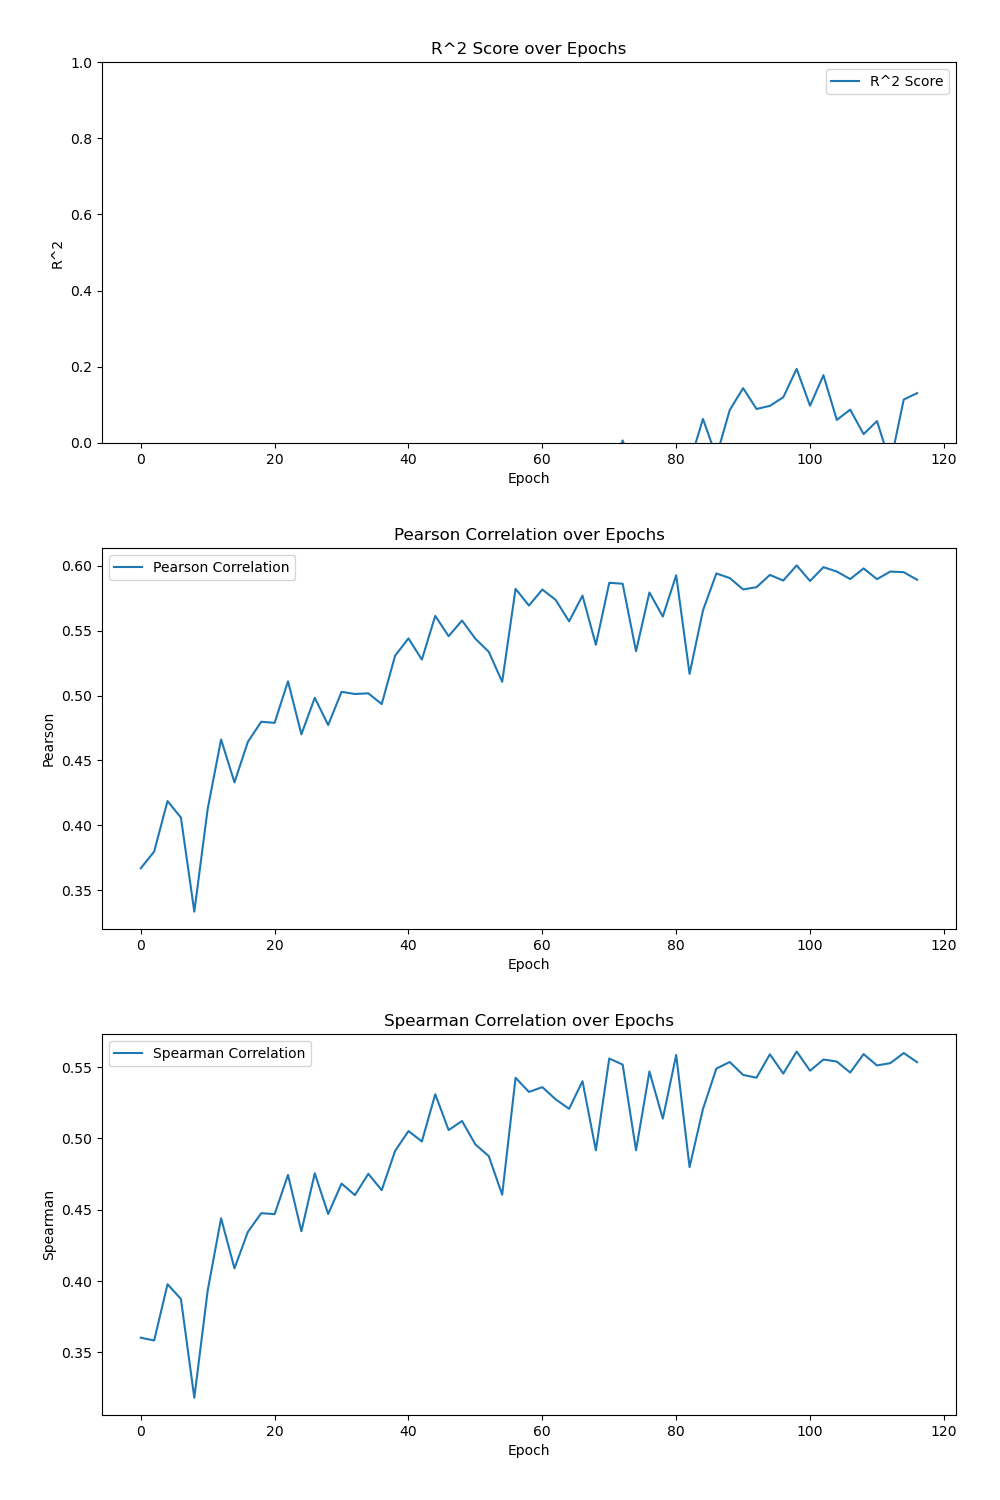 R^2 Score over Epochs
R^2 Score
1.0
0.8
0.6
0.4
0.2
0.0
R^2
0 20 40 60 80 100 120
Epoch
Pearson Correlation over Epochs
Pearson Correlation
0.60
0.55
0.50
0.45
0.40
0.35
Pearson
0 20 40 60 80 100 120
Epoch
Spearman Correlation over Epochs
Spearman Correlation
0.55
0.50
0.45
0.40
0.35
Spearman
0 20 40 60 80 100 120
Epoch